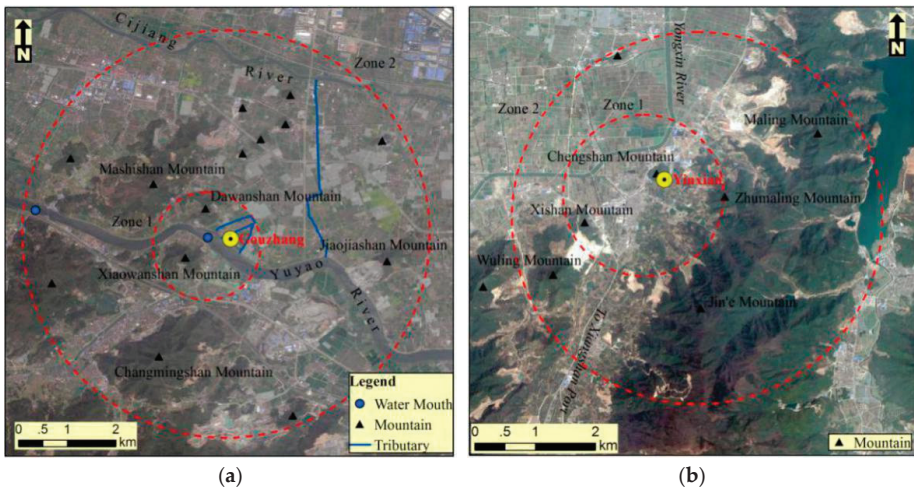 N
Cijiang
River
Zone 2
Mashishan Mountain
Dawanshan Mountain
Zone 1
Gouzhang
Jiaojiashan Mountain
Xiaowanshan Mountain
Yuyao
River
Changmingshan Mountain
Legend
Water Mouth
Mountain
Tributary
0 .5 1 2
km
(a)
N
Yongxin River
Zone 2
Zone 1
Maling Mountain
Chengshan Mountain
Yinxian
Zhumaling Mountain
Xishan Mountain
Wuling Mountain
Jin'e Mountain
To Xiangshan Port
0 .5 1 2
km
Mountain
(b)